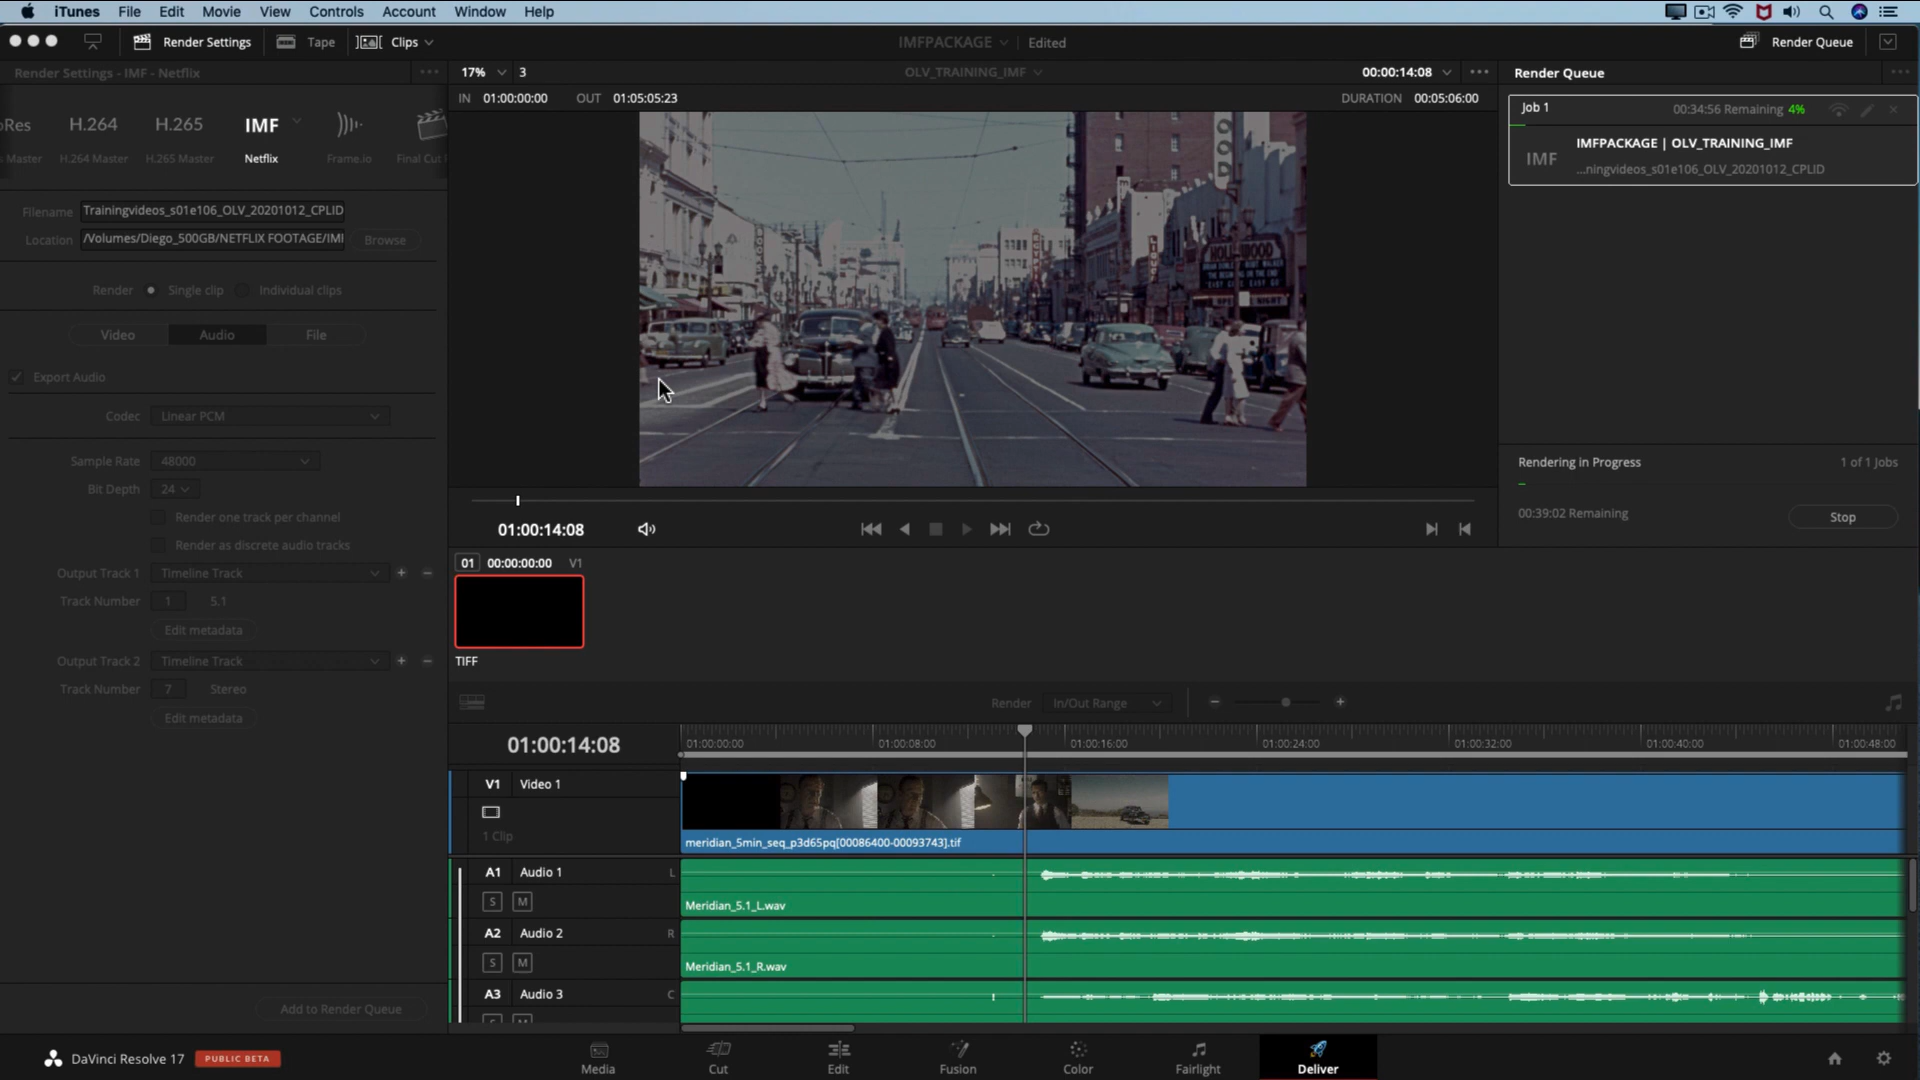 iTunes File Edit Movie View Controls Account Window Help
Render Settings Tape Clips IMFPACKAGE Edited Render Queue
Render Settings - IMF - Netflix
17% 3 OLV_TRAINING_IMF 00:00:14:08
Render Queue
IN 01:00:00:00 OUT 01:05:05:23 DURATION 00:05:06:00
oRes H.264 H.265 IMF
s Master H.264 Master H.265 Master Netflix Frame.io Final Cut
Job 1 00:34:56 Remaining 4%
IMF IMFPACKAGE | OLV_TRAINING_IMF
...ningvideos_s01e106_OLV_20201012_CPLID
Filename Trainingvideos_s01e106_OLV_20201012_CPLID
Location /Volumes/Diego_500GB/NETFLIX FOOTAGE/IMI Browse
Render Single clip Individual clips
Video Audio File
Export Audio
Codec Linear PCM
Sample Rate 48000
Bit Depth 24
Render one track per channel
Render as discrete audio tracks
Output Track 1 Timeline Track
Track Number 1 5.1
Edit metadata
Output Track 2 Timeline Track
Track Number 7 Stereo
Edit metadata
Add to Render Queue
HOLLYWOOD
Rendering in Progress 1 of 1 Jobs
00:39:02 Remaining Stop
01:00:14:08
01 00:00:00:00 V1
TIFF
Render In/Out Range
01:00:14:08
01:00:00:00 01:00:08:00 01:00:16:00 01:00:24:00 01:00:32:00 01:00:40:00 01:00:48:00
V1 Video 1
1 Clip
meridian_5min_seq_p3d65pq[00086400-00093743].tif
A1 Audio 1 L
S M
Meridian_5.1_L.wav
A2 Audio 2 R
S M
Meridian_5.1_R.wav
A3 Audio 3 C
DaVinci Resolve 17 PUBLIC BETA
Media Cut Edit Fusion Color Fairlight Deliver